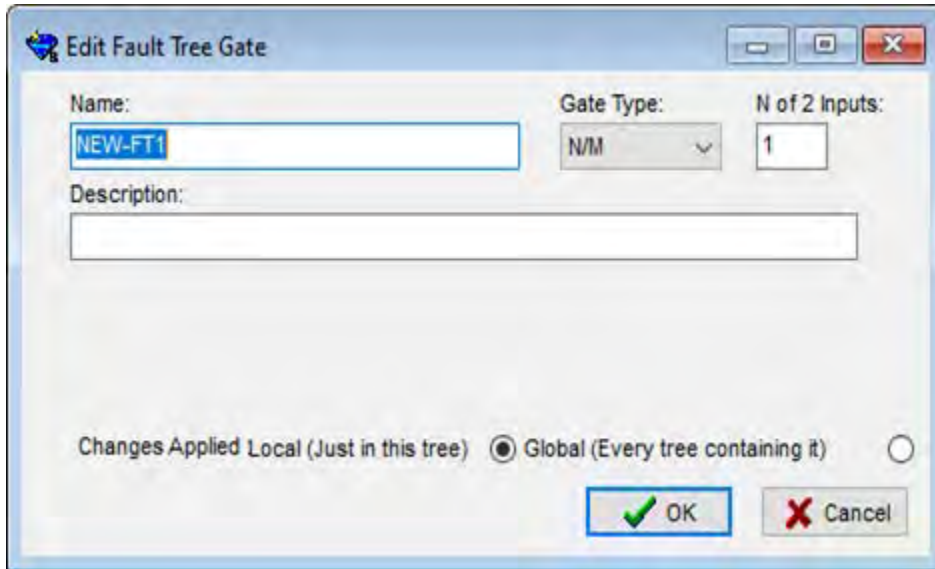 Edit Fault Tree Gate
Name: Gate Type: N of 2 Inputs:
NEW-FT1 N/M 1
Description:
Changes Applied Local (Just in this tree) Global (Every tree containing it)
OK Cancel